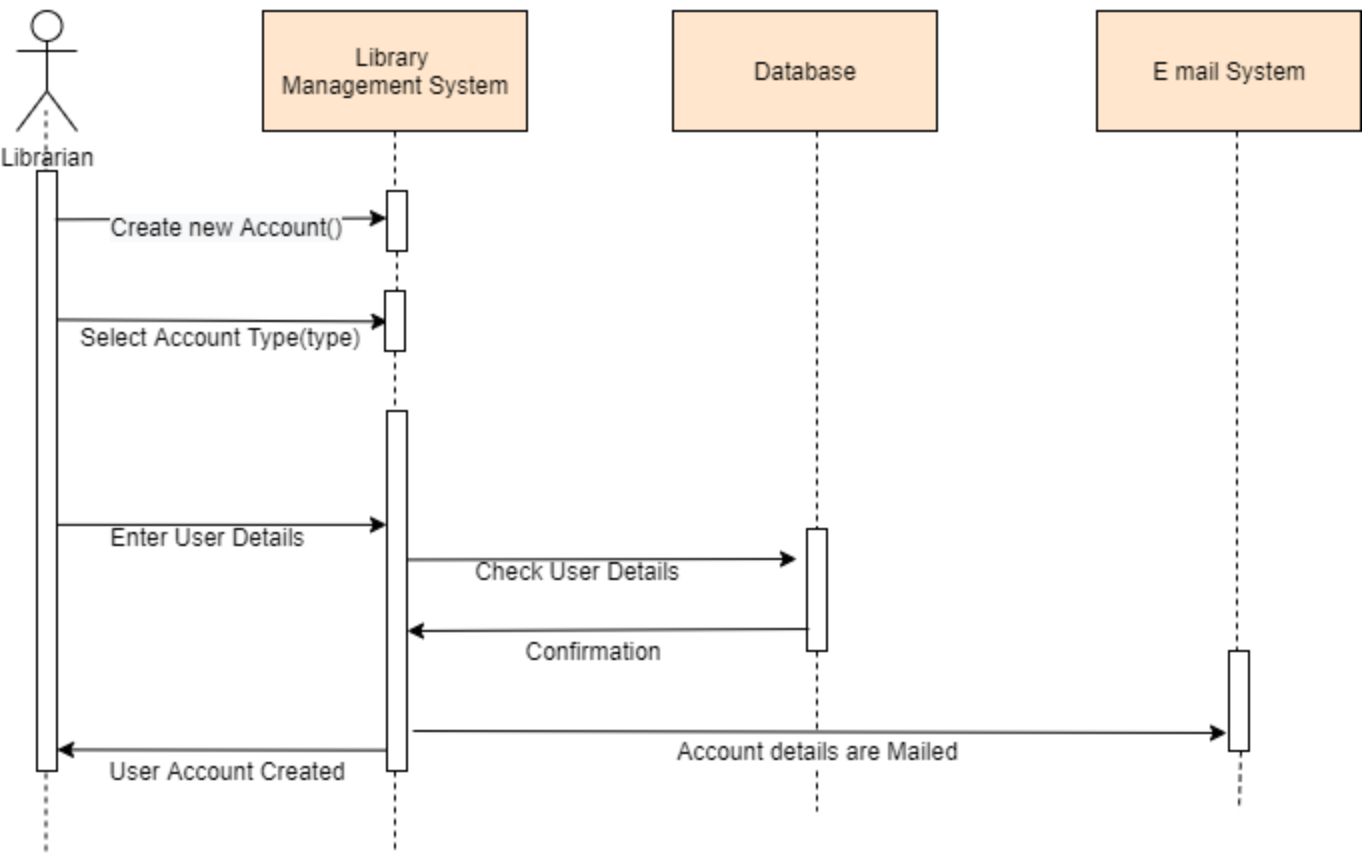 Library
Management System
Database
E mail System
Librarian
Create new Account()
Select Account Type(type)
Enter User Details
Check User Details
Confirmation
Account details are Mailed
User Account Created